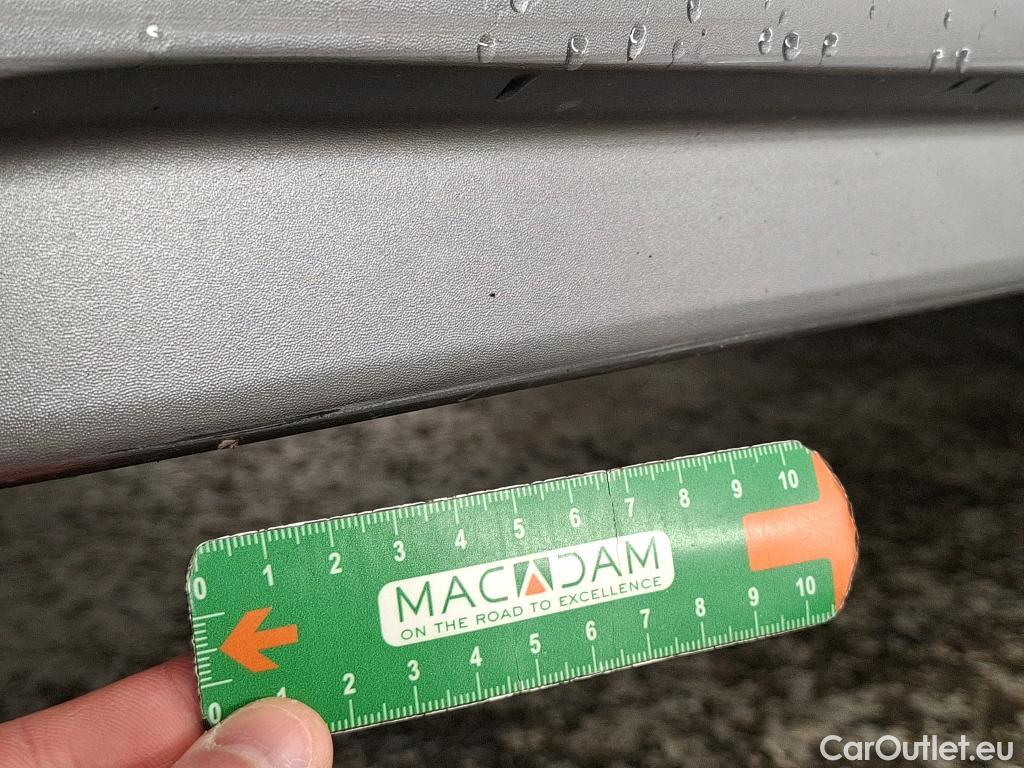 0 1 2 3 4 5 6 7 8 9 10
MACADAM
ON THE ROAD TO EXCELLENCE
0 1 2 3 4 5 6 7 8 9 10
CarOutlet.eu